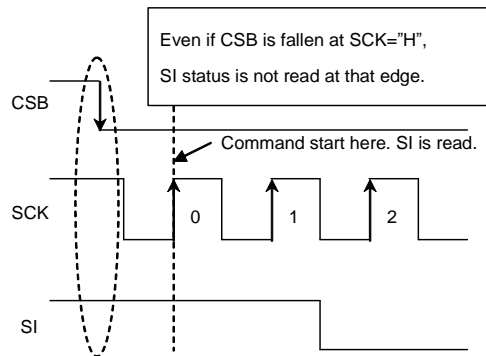 Even if CSB is fallen at SCK=”H”,
SI status is not read at that edge.
CSB
Command start here. SI is read.
SCK
0
1
2
SI